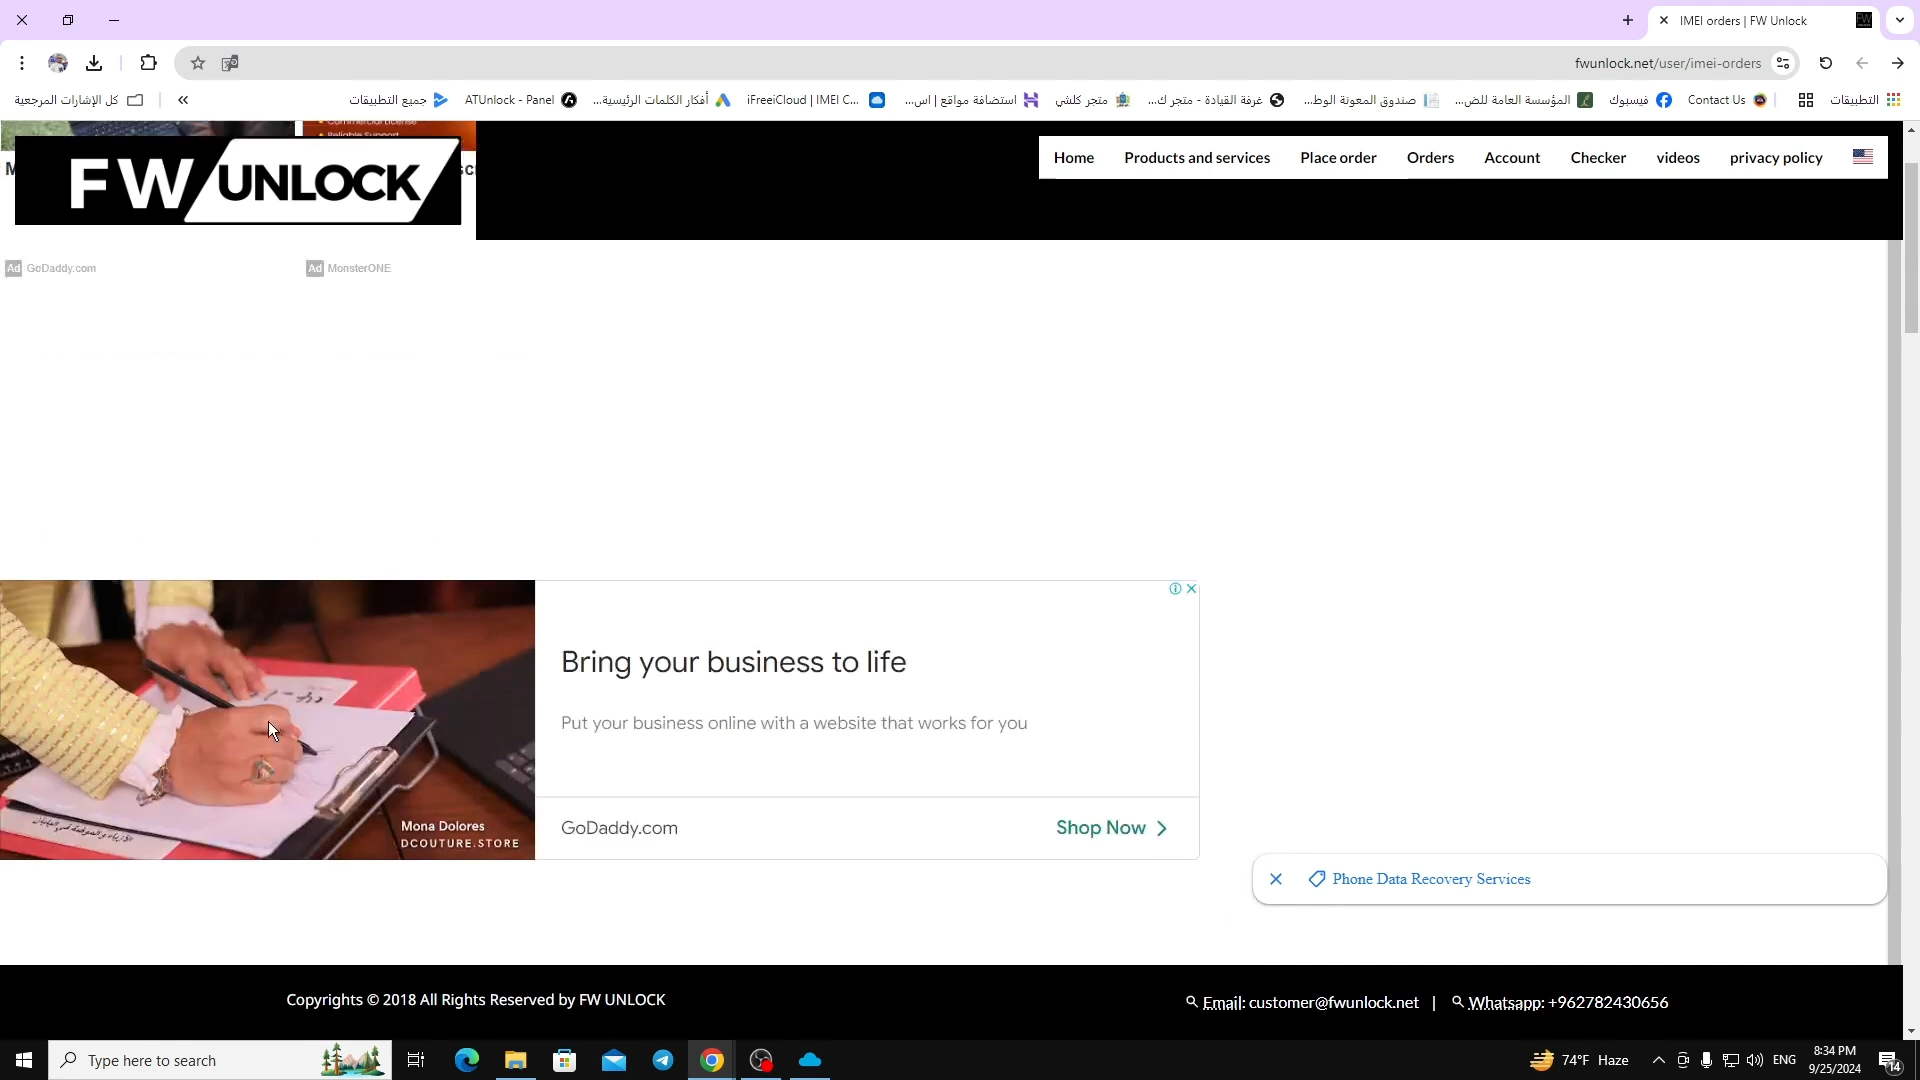 IMEI orders | FW Unlock
fwunlock.net/user/imei-orders
كل الإشارات المرجعية
«
جميع التطبيقات
ATUnlock - Panel
أفكار الكلمات الرئيسية...
iFreeiCloud | IMEI C...
استضافة مواقع | اس...
متجر كلشي
غرفة القيادة - متجر ك...
صندوق المعونة الوط...
المؤسسة العامة للض...
فيسبوك
Contact Us
التطبيقات
Commercial License
Reliable Support
FW UNLOCK
Home
Products and services
Place order
Orders
Account
Checker
videos
privacy policy
Ad GoDaddy.com
Ad MonsterONE
Bring your business to life
Put your business online with a website that works for you
Mona Dolores
DCOUTURE.STORE
GoDaddy.com
Shop Now
Phone Data Recovery Services
Copyrights © 2018 All Rights Reserved by FW UNLOCK
Email: customer@fwunlock.net | Whatsapp: +962782430656
Type here to search
74°F Haze
ENG
8:34 PM
9/25/2024
14